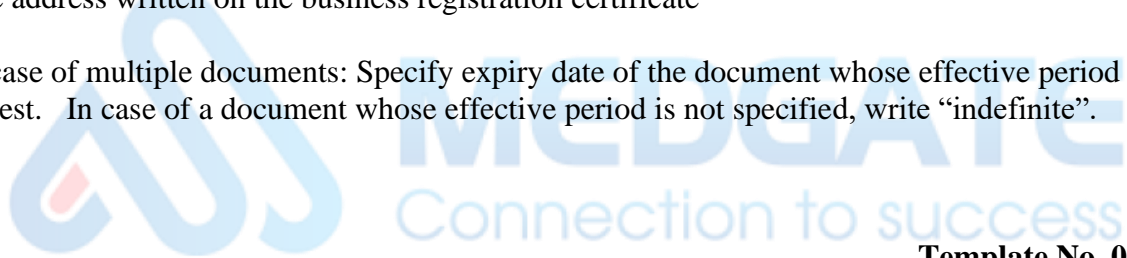 address written on the business registration certificate
case of multiple documents: Specify expiry date of the document whose effective period
est. In case of a document whose effective period is not specified, write “indefinite”.
MEDGATE
Connection to success
Template No. 0